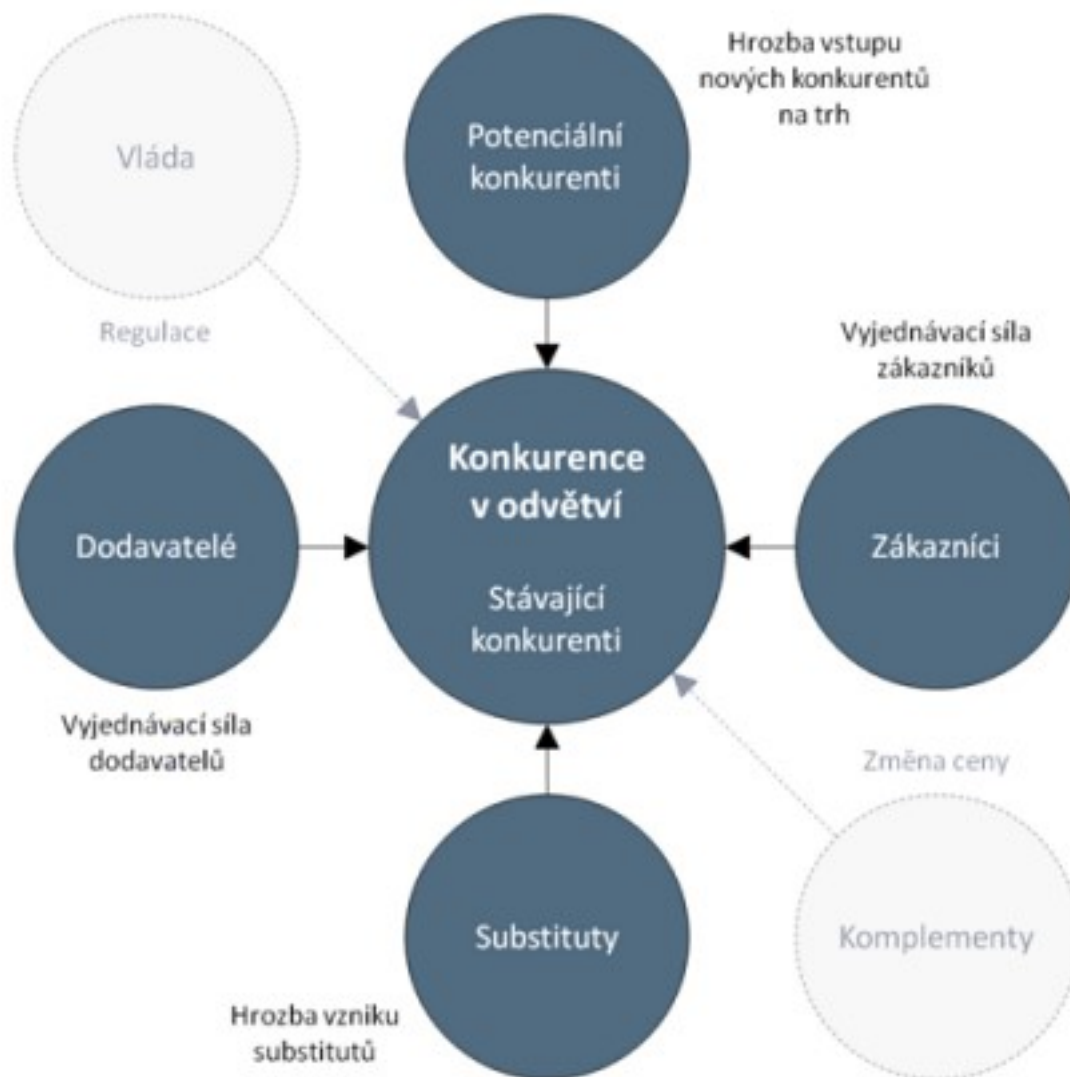 Hrozba vstupu
nových konkurentů
na trh
Potenciální
konkurenti
Vláda
Regulace
Vyjednávací síla
zákazníků
Konkurence
v odvětví
Stávající
konkurenti
Dodavatelé
Zákazníci
Vyjednávací síla
dodavatelů
Změna ceny
Substituty
Komplementy
Hrozba vzniku
substitutů